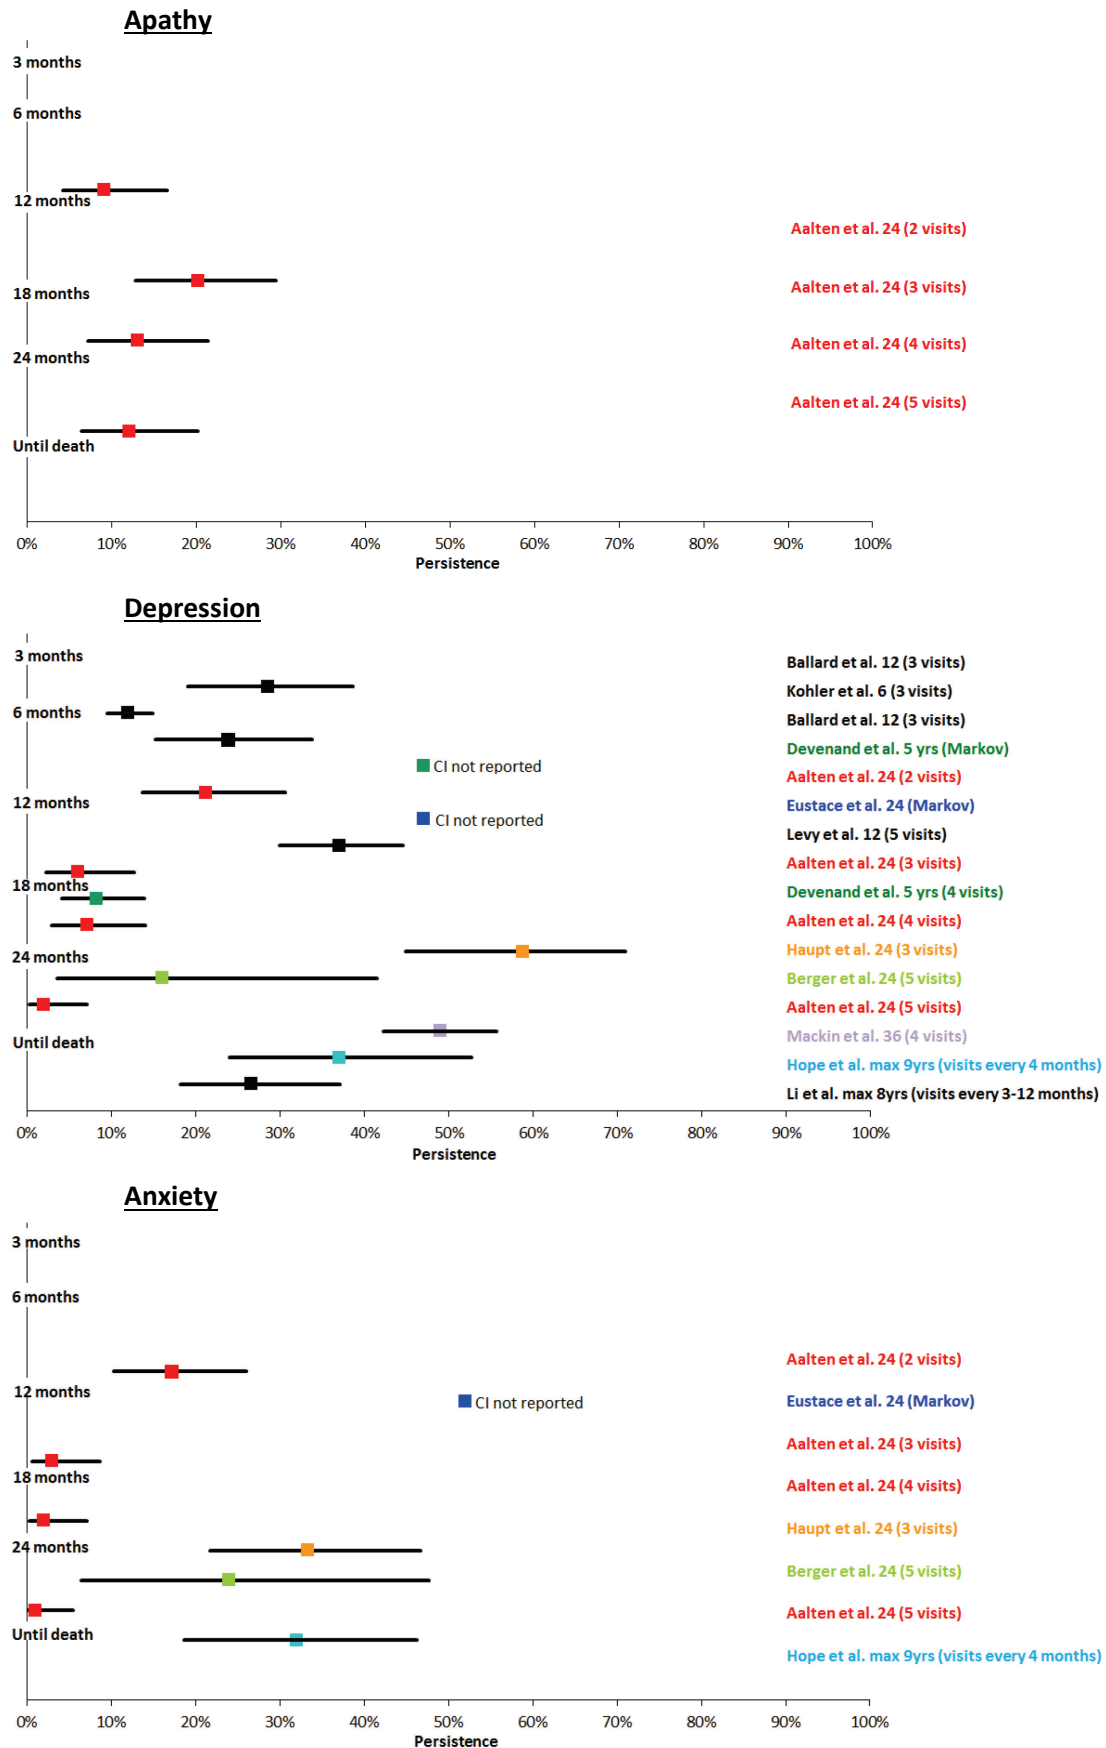 Apathy
3 months
6 months
12 months
Aalten et al. 24 (2 visits)
18 months
Aalten et al. 24 (3 visits)
24 months
Aalten et al. 24 (4 visits)
Aalten et al. 24 (5 visits)
Until death
0% 10% 20% 30% 40% 50% 60% 70% 80% 90% 100%
Persistence
Depression
3 months
Ballard et al. 12 (3 visits)
Kohler et al. 6 (3 visits)
6 months
Ballard et al. 12 (3 visits)
Devenand et al. 5 yrs (Markov)
CI not reported
Aalten et al. 24 (2 visits)
12 months
Eustace et al. 24 (Markov)
CI not reported
Levy et al. 12 (5 visits)
Aalten et al. 24 (3 visits)
18 months
Devenand et al. 5 yrs (4 visits)
Aalten et al. 24 (4 visits)
Haupt et al. 24 (3 visits)
24 months
Berger et al. 24 (5 visits)
Aalten et al. 24 (5 visits)
Mackin et al. 36 (4 visits)
Until death
Hope et al. max 9yrs (visits every 4 months)
Li et al. max 8yrs (visits every 3-12 months)
0% 10% 20% 30% 40% 50% 60% 70% 80% 90% 100%
Persistence
Anxiety
3 months
6 months
Aalten et al. 24 (2 visits)
12 months
Eustace et al. 24 (Markov)
CI not reported
Aalten et al. 24 (3 visits)
18 months
Aalten et al. 24 (4 visits)
Haupt et al. 24 (3 visits)
24 months
Berger et al. 24 (5 visits)
Aalten et al. 24 (5 visits)
Until death
Hope et al. max 9yrs (visits every 4 months)
0% 10% 20% 30% 40% 50% 60% 70% 80% 90% 100%
Persistence